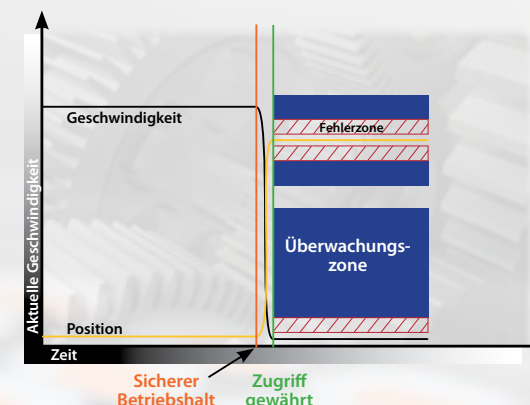 Geschwindigkeit
Fehlerzone
Aktuelle Geschwindigkeit
Überwachungs-
zone
Position
Zeit
Sicherer
Betriebshalt
Zugriff
gewährt